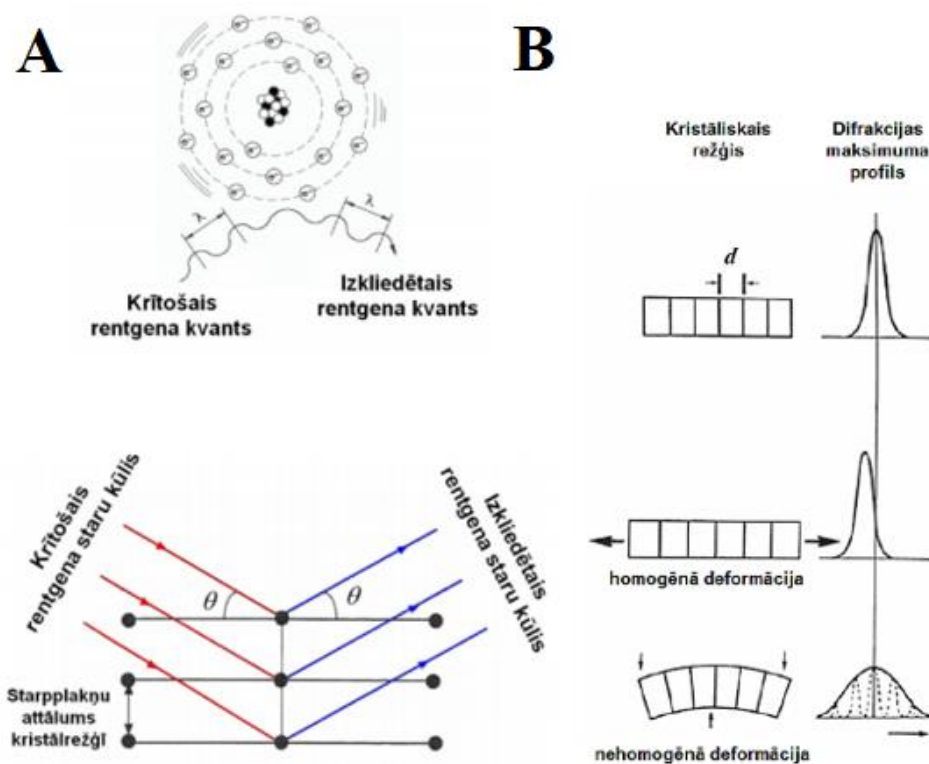 A
B
λ
λ
Krītošais
rentgena kvants
Izkliedētais
rentgena kvants
Krītošais
rentgena staru kūlis
Izkliedētais
rentgena staru kūlis
θ
θ
Starpplakņu
attālums
kristālrežģī
Kristāliskais
režģis
Difrakcijas
maksimuma
profils
d
homogēnā deformācija
nehomogēnā deformācija